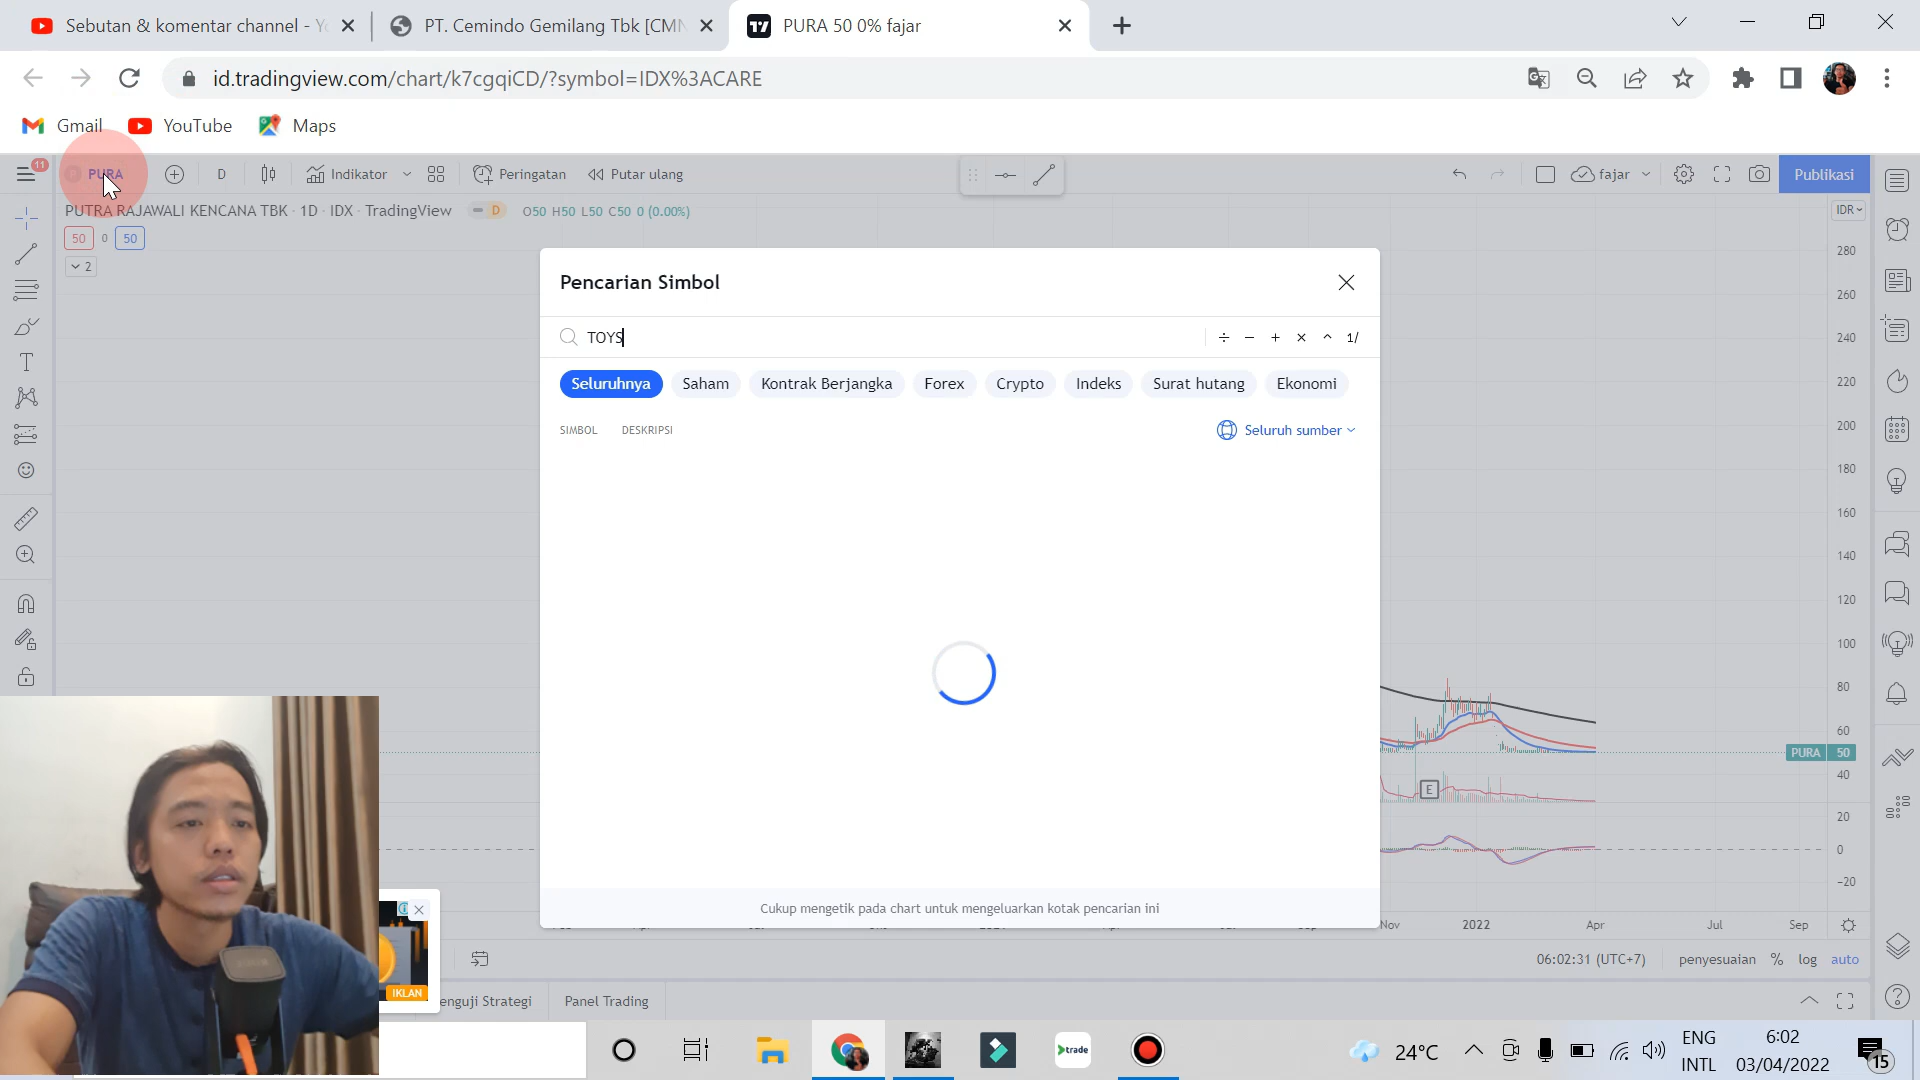 Sebutan & komentar channel - Yo
PT. Cemindo Gemilang Tbk [CMN
PURA 50 0% fajar
id.tradingview.com/chart/k7cgqiCD/?symbol=IDX%3ACARE
Gmail
YouTube
Maps
11
PURA
D
Indikator
Peringatan
Putar ulang
fajar
Publikasi
PUTRA RAJAWALI KENCANA TBK · 1D · IDX · TradingView
D
O50 H50 L50 C50 0 (0.00%)
IDR
50 0 50
2
Pencarian Simbol
TOYS
÷ − + × ^ 1/
Seluruhnya
Saham
Kontrak Berjangka
Forex
Crypto
Indeks
Surat hutang
Ekonomi
SIMBOL DESKRIPSI
Seluruh sumber
Cukup mengetik pada chart untuk mengeluarkan kotak pencarian ini
280
260
240
220
200
180
160
140
120
100
80
60
PURA 50
40
E
20
0
-20
Nov 2022 Apr Jul Sep
06:02:31 (UTC+7)
penyesuaian % log auto
IKLAN
enguji Strategi
Panel Trading
trade
24°C
ENG
INTL
6:02
03/04/2022
15